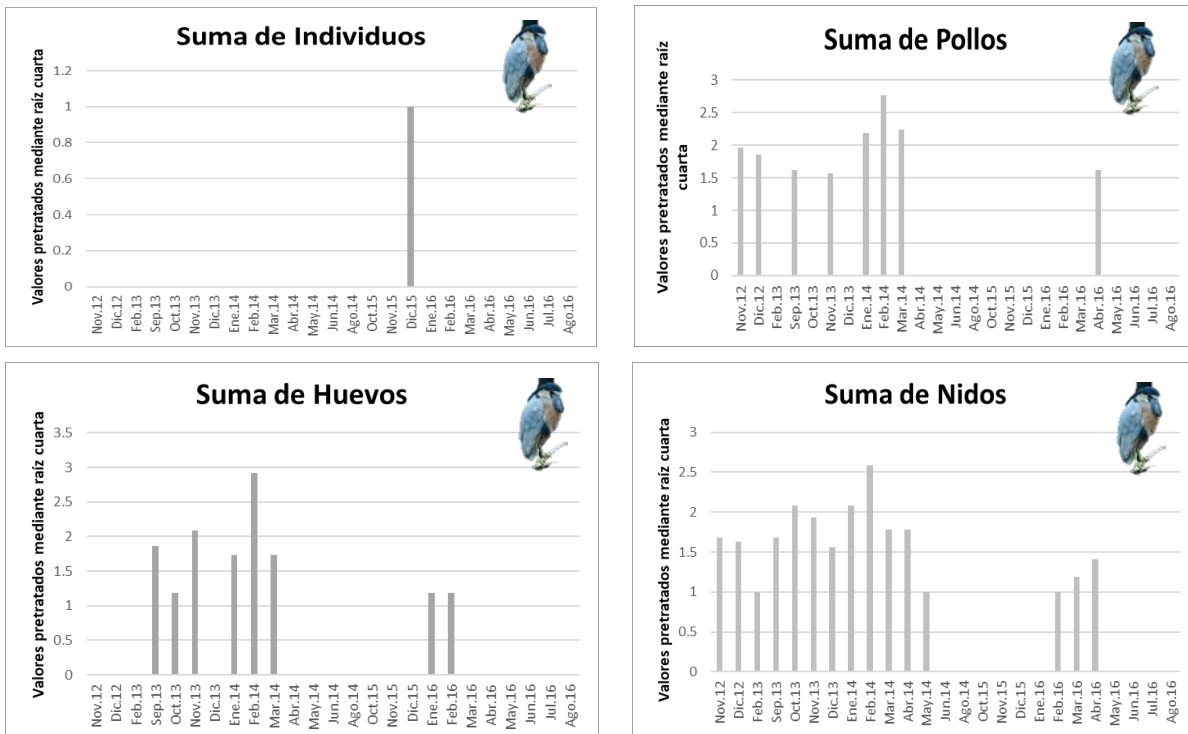 Suma de Individuos
Valores pretratados mediante raíz cuarta
1.2
1
0.8
0.6
0.4
0.2
0
Nov.12
Dic.12
Feb.13
Sep.13
Oct.13
Nov.13
Dic.13
Ene.14
Feb.14
Mar.14
Abr.14
May.14
Jun.14
Ago.14
Oct.15
Nov.15
Dic.15
Ene.16
Feb.16
Mar.16
Abr.16
May.16
Jun.16
Jul.16
Ago.16
Suma de Pollos
Valores pretratados mediante raíz
cuarta
3
2.5
2
1.5
1
0.5
0
Nov.12
Dic.12
Feb.13
Sep.13
Oct.13
Nov.13
Dic.13
Ene.14
Feb.14
Mar.14
Abr.14
May.14
Jun.14
Ago.14
Oct.15
Nov.15
Dic.15
Ene.16
Feb.16
Mar.16
Abr.16
May.16
Jun.16
Jul.16
Ago.16
Suma de Huevos
Valores pretratados mediante raíz cuarta
3.5
3
2.5
2
1.5
1
0.5
0
Nov.12
Dic.12
Feb.13
Sep.13
Oct.13
Nov.13
Dic.13
Ene.14
Feb.14
Mar.14
Abr.14
May.14
Jun.14
Ago.14
Oct.15
Nov.15
Dic.15
Ene.16
Feb.16
Mar.16
Abr.16
May.16
Jun.16
Jul.16
Ago.16
Suma de Nidos
Valores pretratados mediante raíz cuarta
3
2.5
2
1.5
1
0.5
0
Nov.12
Dic.12
Feb.13
Sep.13
Oct.13
Nov.13
Dic.13
Ene.14
Feb.14
Mar.14
Abr.14
May.14
Jun.14
Ago.14
Oct.15
Nov.15
Dic.15
Ene.16
Feb.16
Mar.16
Abr.16
May.16
Jun.16
Jul.16
Ago.16